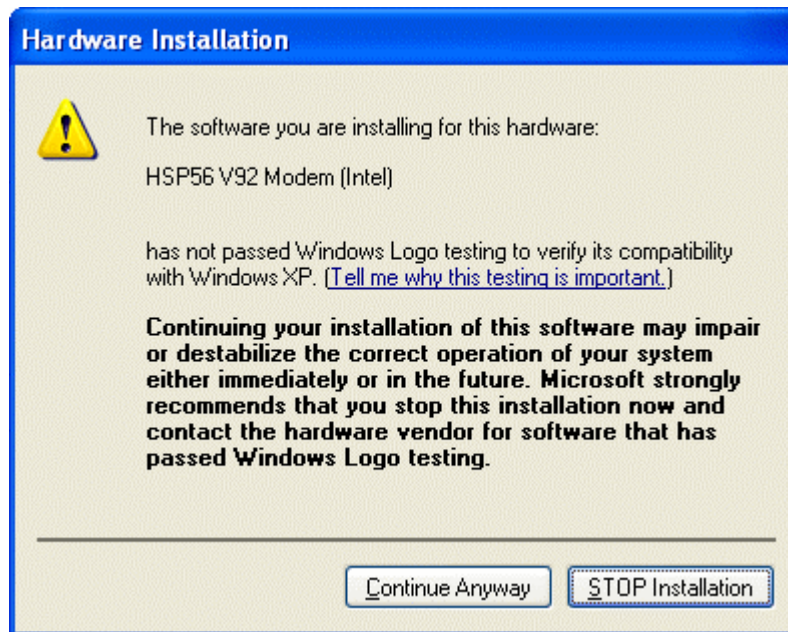 Hardware Installation
The software you are installing for this hardware:
HSP56 V92 Modem (Intel)
has not passed Windows Logo testing to verify its compatibility
with Windows XP. (Tell me why this testing is important.)
Continuing your installation of this software may impair
or destabilize the correct operation of your system
either immediately or in the future. Microsoft strongly
recommends that you stop this installation now and
contact the hardware vendor for software that has
passed Windows Logo testing.
Continue Anyway STOP Installation